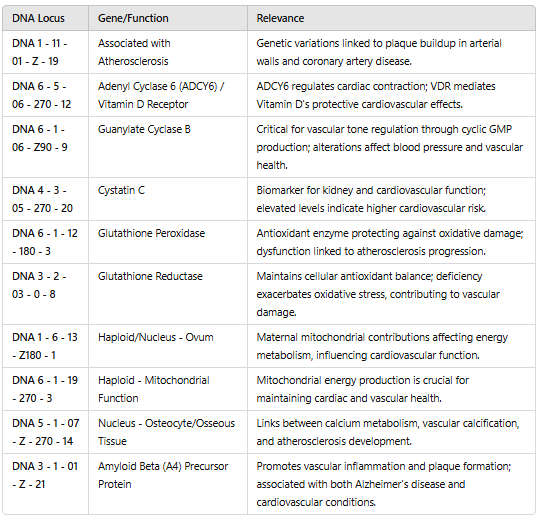 DNA Locus Gene/Function Relevance
DNA 1 - 11 - Associated with Genetic variations linked to plaque buildup in arterial
01 - Z - 19 Atherosclerosis walls and coronary artery disease.
DNA 6 - 5 - Adenyl Cyclase 6 (ADCY6) / ADCY6 regulates cardiac contraction; VDR mediates
06 - 270 - 12 Vitamin D Receptor Vitamin D's protective cardiovascular effects.
DNA 6 - 1 - Guanylate Cyclase B Critical for vascular tone regulation through cyclic GMP
06 - Z90 - 9 production; alterations affect blood pressure and vascular
health.
DNA 4 - 3 - Cystatin C Biomarker for kidney and cardiovascular function;
05 - 270 - 20 elevated levels indicate higher cardiovascular risk.
DNA 6 - 1 - 12 Glutathione Peroxidase Antioxidant enzyme protecting against oxidative damage;
- 180 - 3 dysfunction linked to atherosclerosis progression.
DNA 3 - 2 - Glutathione Reductase Maintains cellular antioxidant balance; deficiency
03 - 0 - 8 exacerbates oxidative stress, contributing to vascular
damage.
DNA 1 - 6 - 13 Haploid/Nucleus - Ovum Maternal mitochondrial contributions affecting energy
- Z180 - 1 metabolism, influencing cardiovascular function.
DNA 6 - 1 - 19 Haploid - Mitochondrial Mitochondrial energy production is crucial for
- 270 - 3 Function maintaining cardiac and vascular health.
DNA 5 - 1 - 07 Nucleus - Osteocyte/Osseous Links between calcium metabolism, vascular calcification,
- Z - 270 - 14 Tissue and atherosclerosis development.
DNA 3 - 1 - 01 Amyloid Beta (A4) Precursor Promotes vascular inflammation and plaque formation;
- Z - 21 Protein associated with both Alzheimer's disease and
cardiovascular conditions.